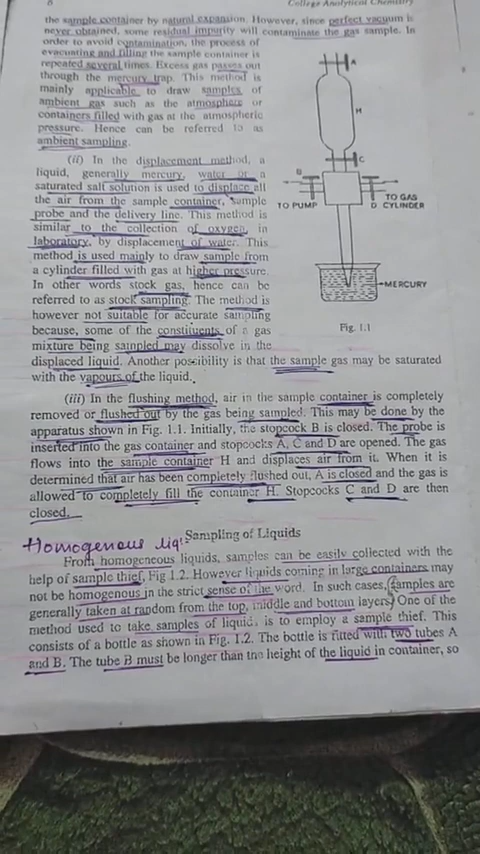 6 College Analytical Chemistry
the sample container by natural expansion. However, since perfect vacuum is
never obtained, some residual impurity will contaminate the gas sample. In
order to avoid contamination, the process of
evacuating and filling the sample container is
repeated several times. Excess gas passes out
through the mercury trap. This method is
mainly applicable to draw samples of
ambient gas such as the atmosphere or
containers filled with gas at the atmospheric
pressure. Hence can be referred to as
ambient sampling.
(ii) In the displacement method, a
liquid, generally mercury, water or a
saturated salt solution is used to displace all
the air from the sample container, sample
probe and the delivery line. This method is
similar to the collection of oxygen, in
laboratory, by displacement of water. This
method is used mainly to draw sample from
a cylinder filled with gas at higher pressure.
In other words stock gas, hence can be
referred to as stock sampling. The method is
however not suitable for accurate sampling
because, some of the constituents of a gas
mixture being sampled may dissolve in the
displaced liquid. Another possibility is that the sample gas may be saturated
with the vapours of the liquid.
A
H
C
B
TO PUMP
TO GAS
D CYLINDER
MERCURY
Fig. 1.1
(iii) In the flushing method, air in the sample container is completely
removed or flushed out by the gas being sampled. This may be done by the
apparatus shown in Fig. 1.1. Initially, the stopcock B is closed. The probe is
inserted into the gas container and stopcocks A, C and D are opened. The gas
flows into the sample container H and displaces air from it. When it is
determined that air has been completely flushed out, A is closed and the gas is
allowed to completely fill the container H. Stopcocks C and D are then
closed.
Homogenous liq:
Sampling of Liquids
From homogeneous liquids, samples can be easily collected with the
help of sample thief, Fig 1.2. However liquids coming in large containers may
not be homogenous in the strict sense of the word. In such cases, (samples are
generally taken at random from the top, middle and bottom layers) One of the
method used to take samples of liquid, is to employ a sample thief. This
consists of a bottle as shown in Fig. 1.2. The bottle is fitted with two tubes A
and B. The tube B must be longer than the height of the liquid in container, so